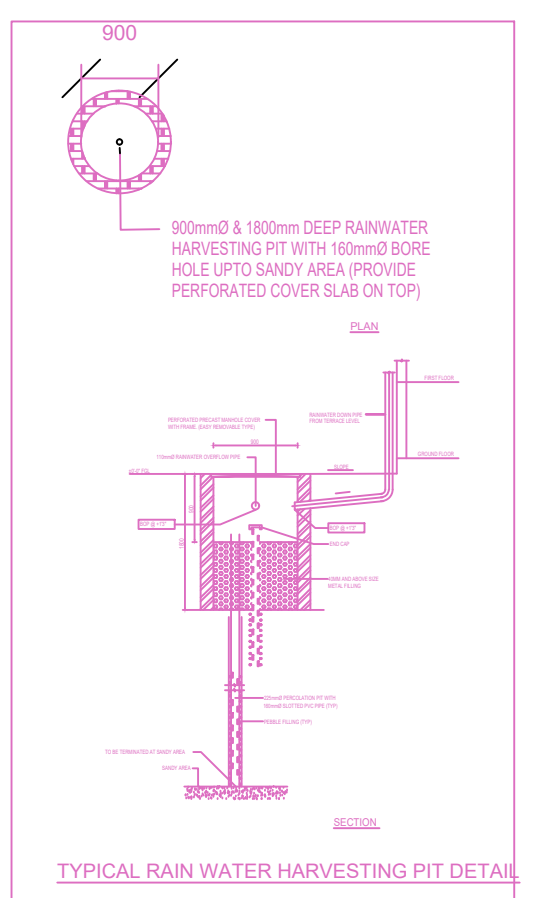 900
900mmØ & 1800mm DEEP RAINWATER
HARVESTING PIT WITH 160mmØ BORE
HOLE UPTO SANDY AREA (PROVIDE
PERFORATED COVER SLAB ON TOP)
PLAN
FIRST FLOOR
RAINWATER DOWN PIPE
FROM TERRACE LEVEL
PERFORATED PRECAST MANHOLE COVER
WITH FRAME. (EASY REMOVABLE TYPE)
900
110mmØ RAINWATER OVERFLOW PIPE
GROUND FLOOR
SLOPE
±0-0" FGL
1800
END CAP
40MM AND ABOVE SIZE
METAL FILLING
225mmØ PERCOLATION PIT WITH
160mmØ SLOTTED PVC PIPE (TYP)
PEBBLE FILLING (TYP)
TO BE TERMINATED AT SANDY AREA
SANDY AREA
SECTION
TYPICAL RAIN WATER HARVESTING PIT DETAIL